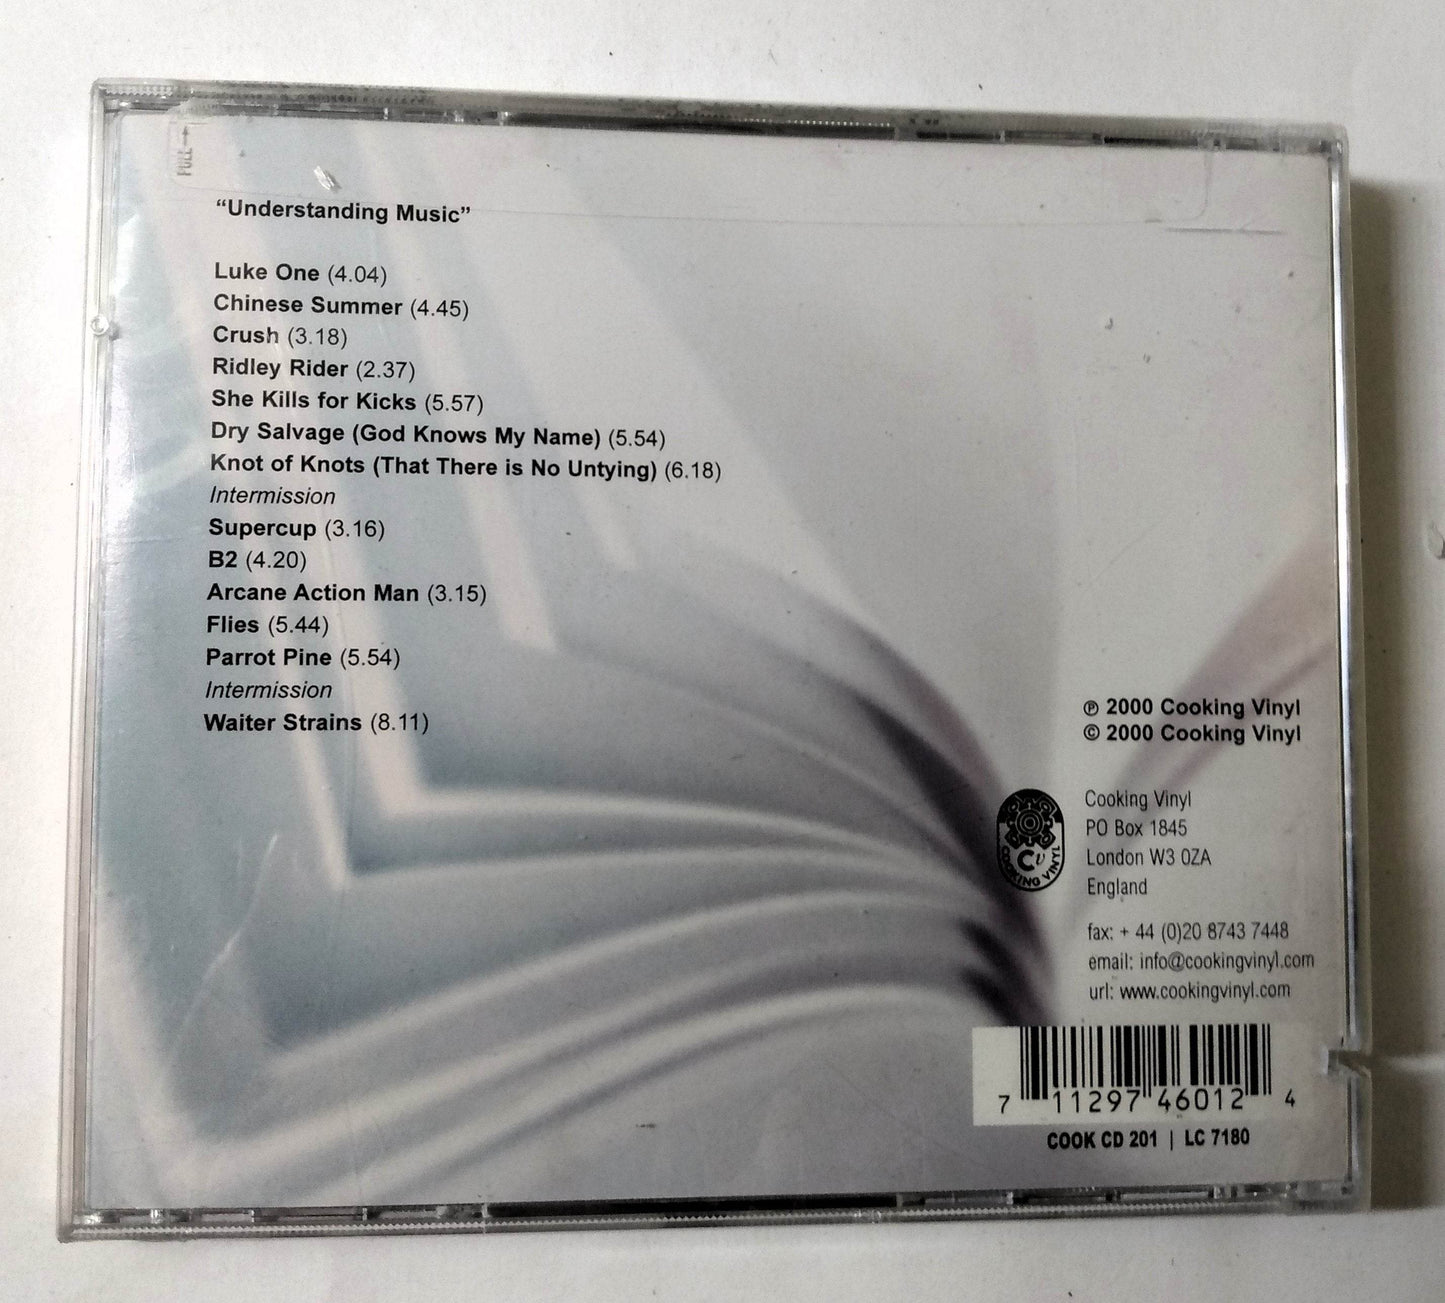 PULL
“Understanding Music”
Luke One (4.04)
Chinese Summer (4.45)
Crush (3.18)
Ridley Rider (2.37)
She Kills for Kicks (5.57)
Dry Salvage (God Knows My Name) (5.54)
Knot of Knots (That There is No Untying) (6.18)
Intermission
Supercup (3.16)
B2 (4.20)
Arcane Action Man (3.15)
Flies (5.44)
Parrot Pine (5.54)
Intermission
Waiter Strains (8.11)
℗ 2000 Cooking Vinyl
© 2000 Cooking Vinyl
Cv
COOKING VINYL
Cooking Vinyl
PO Box 1845
London W3 0ZA
England
fax: + 44 (0)20 8743 7448
email: info@cookingvinyl.com
url: www.cookingvinyl.com
7 11297 46012 4
COOK CD 201 | LC 7180